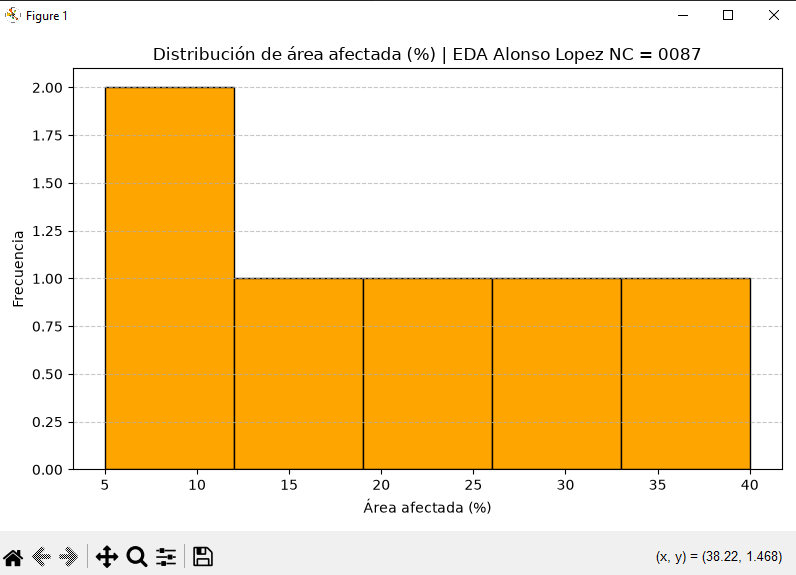 Figure 1
Distribución de área afectada (%) | EDA Alonso Lopez NC = 0087
2.00
1.75
1.50
1.25
1.00
0.75
0.50
0.25
0.00
Frecuencia
5 10 15 20 25 30 35 40
Área afectada (%)
(x, y) = (38.22, 1.468)